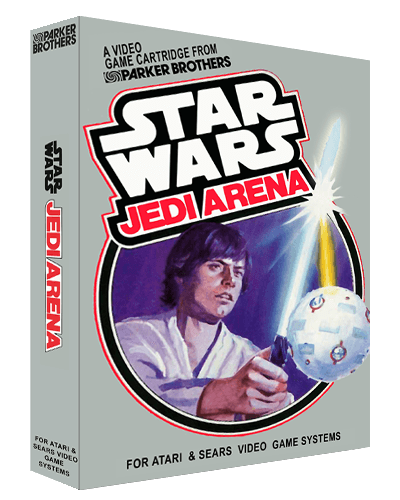 PARKER
BROTHERS
STAR
WARS
JEDI ARENA
FOR ATARI &
SEARS VIDEO
GAME
SYSTEMS
A VIDEO
GAME CARTRIDGE FROM
PARKER BROTHERS
STAR
WARS
JEDI ARENA
FOR ATARI & SEARS VIDEO GAME SYSTEMS